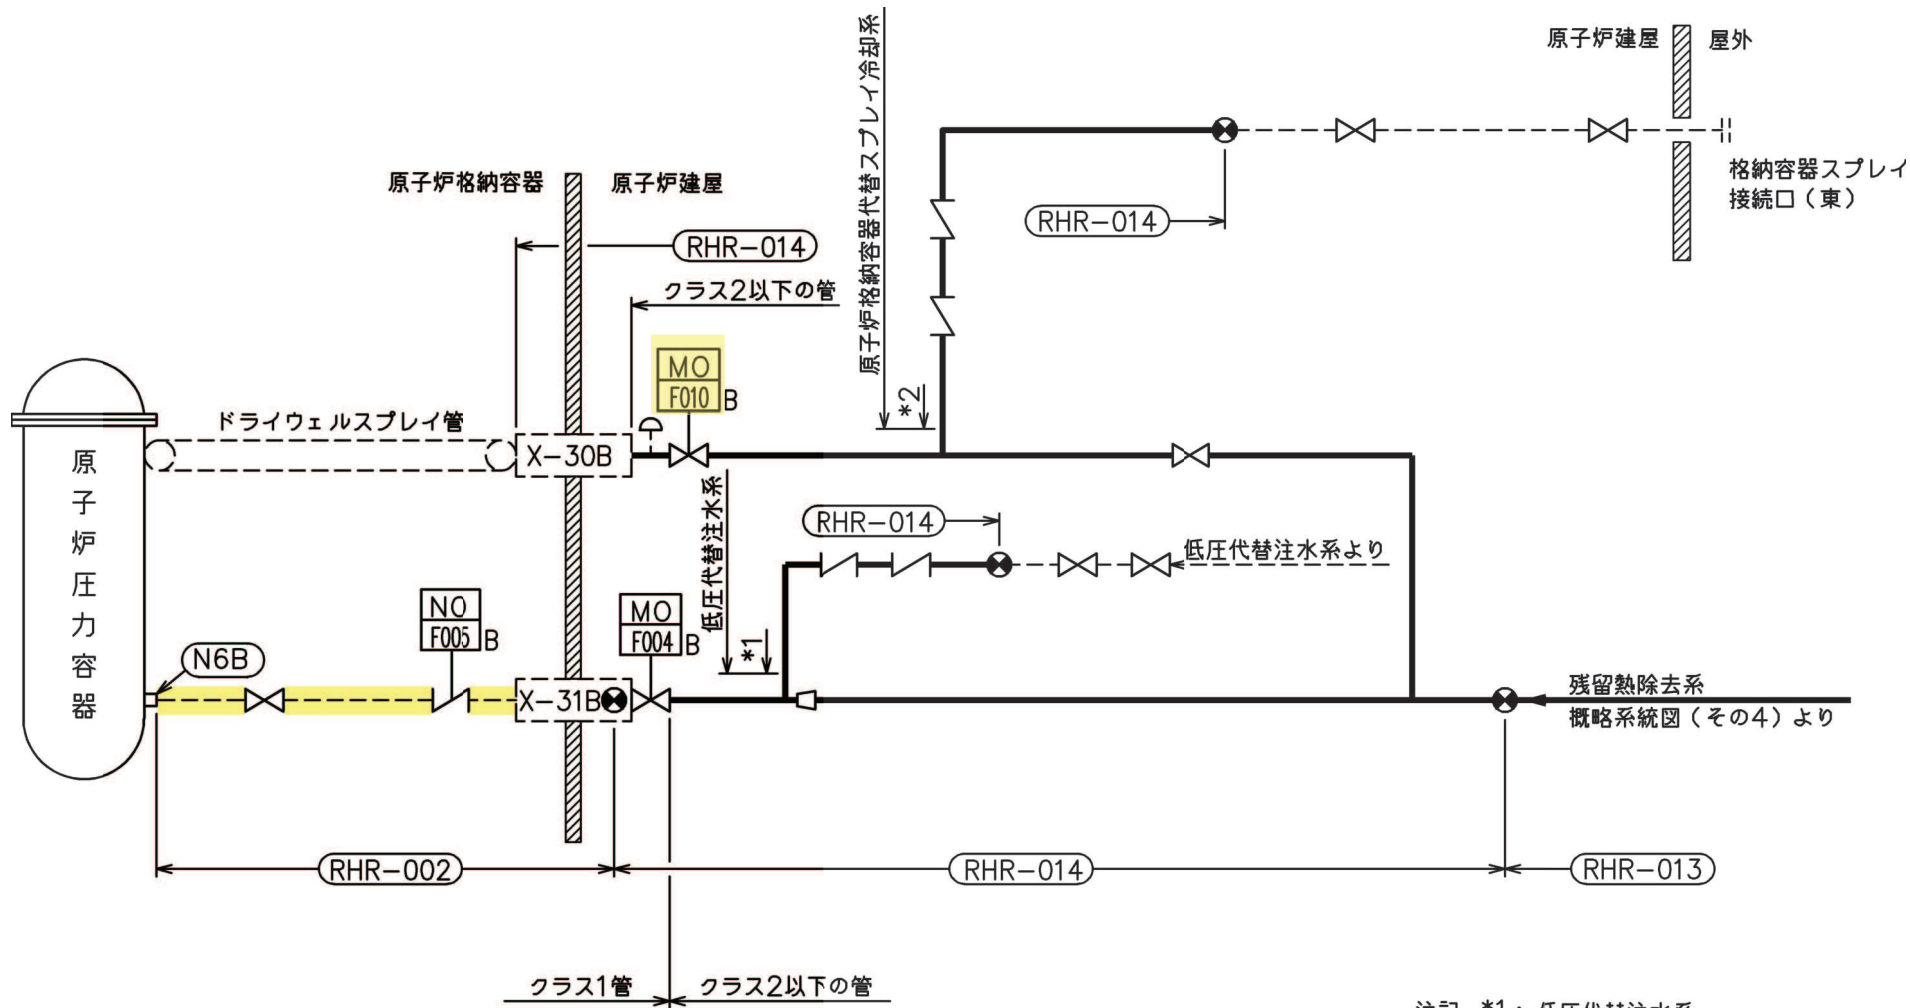 原子炉格納容器代替スプレイ冷却系
原子炉建屋
屋外
格納容器スプレイ
接続口（東）
RHR-014
原子炉格納容器
原子炉建屋
RHR-014
クラス2以下の管
MO
F010
B
*2
ドライウェルスプレイ管
X-30B
原子炉圧力容器
低圧代替注水系
RHR-014
低圧代替注水系より
NO
F005
B
MO
F004
B
*1
N6B
X-31B
残留熱除去系
概略系統図（その4）より
RHR-002
RHR-014
RHR-013
クラス1管
クラス2以下の管